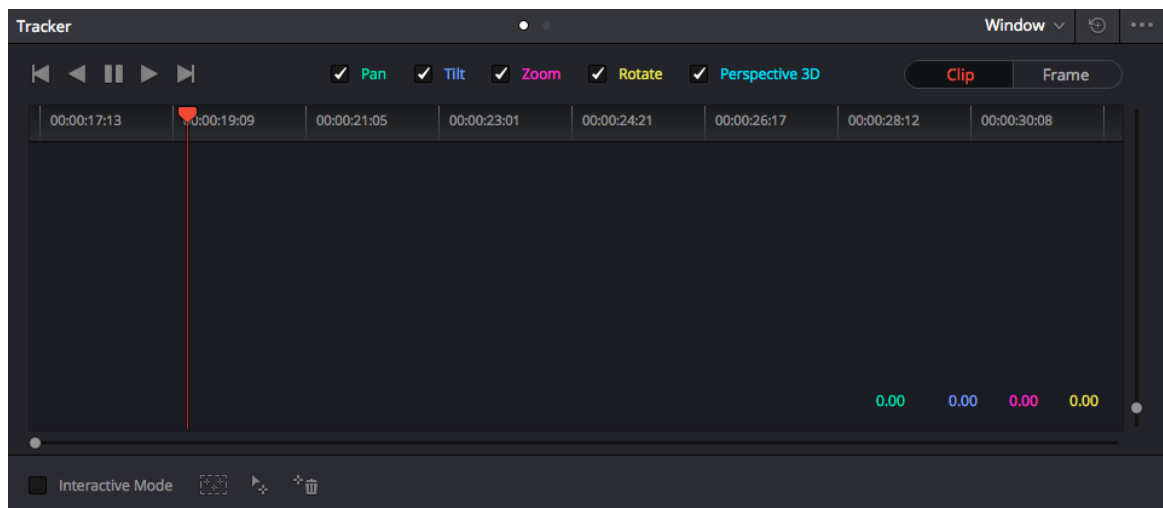 Tracker Window
Pan Tilt Zoom Rotate Perspective 3D Clip Frame
00:00:17:13 00:00:19:09 00:00:21:05 00:00:23:01 00:00:24:21 00:00:26:17 00:00:28:12 00:00:30:08
0.00 0.00 0.00 0.00
Interactive Mode